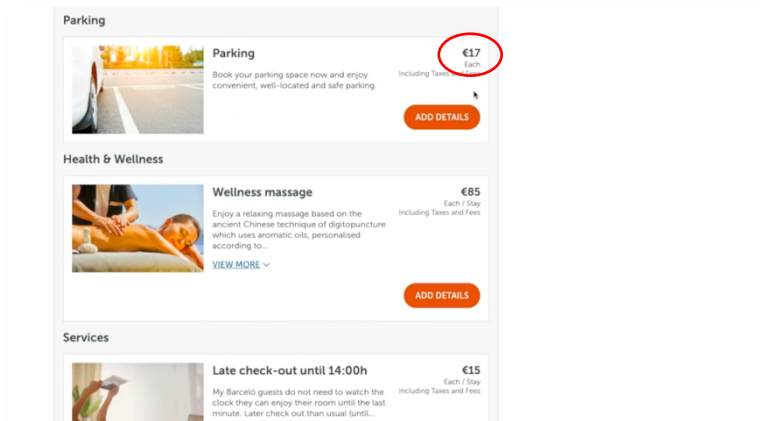 Parking
Parking
€17
Each
Including Taxes and Fees
Book your parking space now and enjoy
convenient, well-located and safe parking.
ADD DETAILS
Health & Wellness
Wellness massage
€85
Each / Stay
Including Taxes and Fees
Enjoy a relaxing massage based on the
ancient Chinese technique of digitopuncture
which uses aromatic oils, personalised
according to...
VIEW MORE
ADD DETAILS
Services
Late check-out until 14:00h
€15
Each / Stay
Including Taxes and Fees
My Barceló guests do not need to watch the
clock they can enjoy their room until the last
minute. Later check out than usual (until...